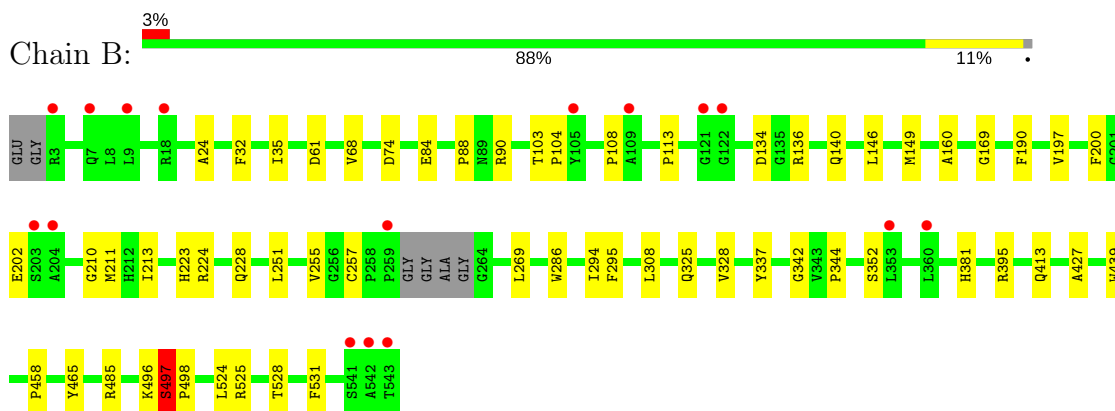 3%
Chain B:
88% 11% •
GLU GLY R3 Q7 L8 L9 R18 A24 F32 I35 D61 V68 D74 E84 P88 N89 R90 T103 P104 Y105 P108 A109 P113 G121 G122 D134 G135 R136 Q140 L146 M149 A160 G169 F190 V197 F200 G201
E202 S203 A204 G210 M211 H212 I213 H223 R224 Q228 L251 V255 G256 C257 P258 P259 GLY GLY ALA GLY G264 L269 W286 I294 F295 L308 Q325 V328 Y337 G342 V343 P344 S352 L353 L360 H381 R395 Q413 A427 W439
P458 Y465 R485 K496 S497 P498 L524 R525 T528 F531 S541 A542 T543